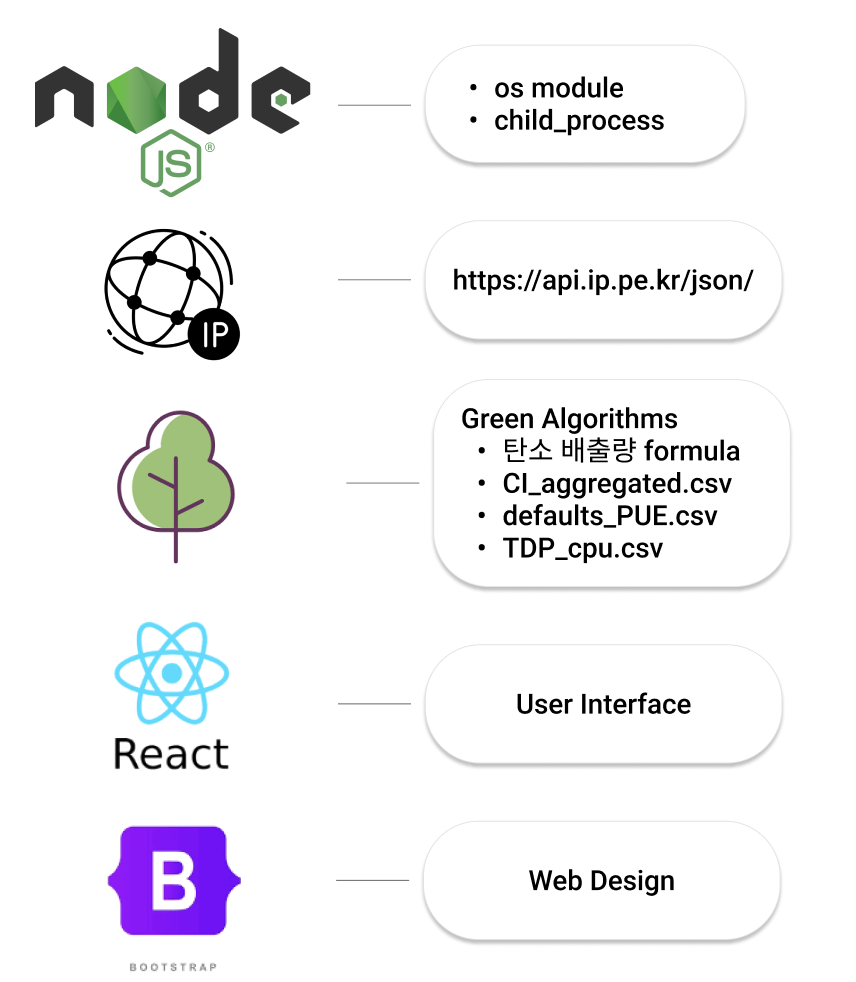 node
JS®
• os module
• child_process
IP
https://api.ip.pe.kr/json/
Green Algorithms
• 탄소 배출량 formula
• CI_aggregated.csv
• defaults_PUE.csv
• TDP_cpu.csv
React
User Interface
B
BOOTSTRAP
Web Design